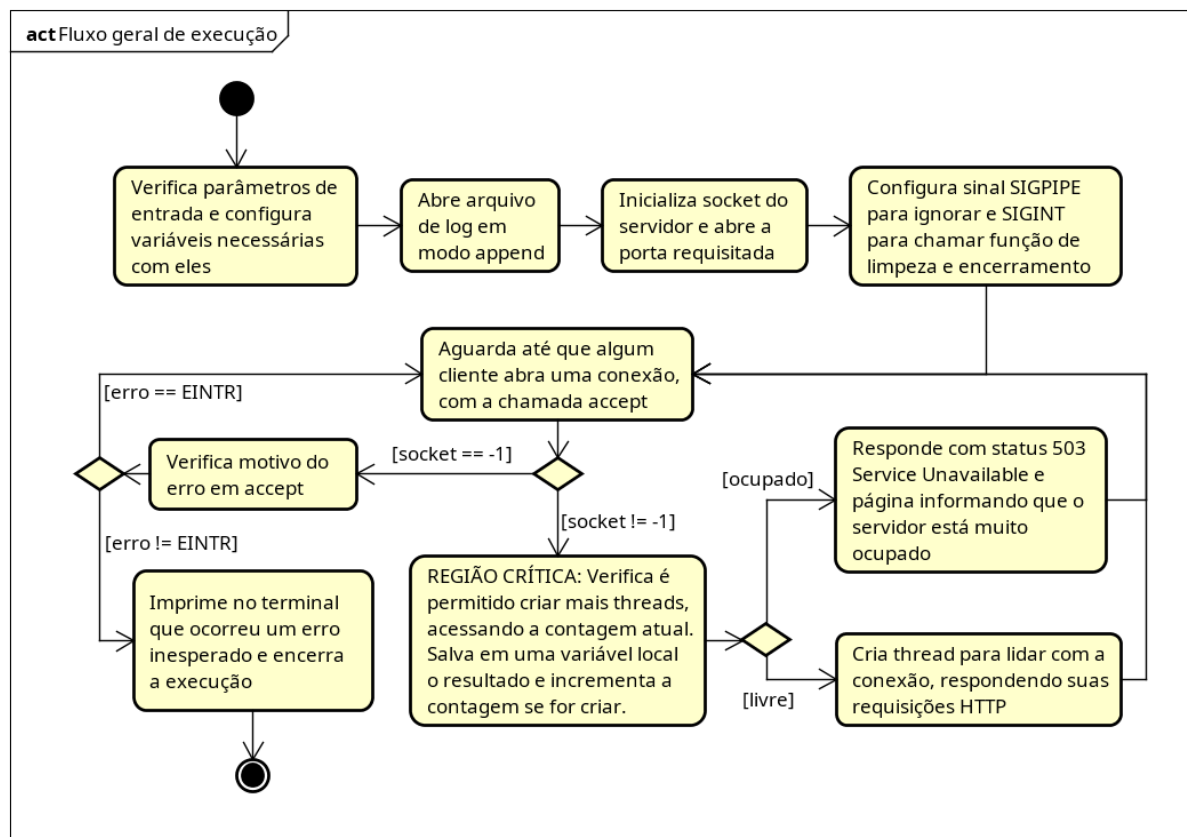 act Fluxo geral de execução
Verifica parâmetros de
entrada e configura
variáveis necessárias
com eles
Abre arquivo
de log em
modo append
Inicializa socket do
servidor e abre a
porta requisitada
Configura sinal SIGPIPE
para ignorar e SIGINT
para chamar função de
limpeza e encerramento
Aguarda até que algum
cliente abra uma conexão,
com a chamada accept
[erro == EINTR]
[socket == -1]
Verifica motivo do
erro em accept
[erro != EINTR]
Imprime no terminal
que ocorreu um erro
inesperado e encerra
a execução
[socket != -1]
REGIÃO CRÍTICA: Verifica é
permitido criar mais threads,
acessando a contagem atual.
Salva em uma variável local
o resultado e incrementa a
contagem se for criar.
[ocupado]
Responde com status 503
Service Unavailable e
página informando que o
servidor está muito
ocupado
[livre]
Cria thread para lidar com a
conexão, respondendo suas
requisições HTTP